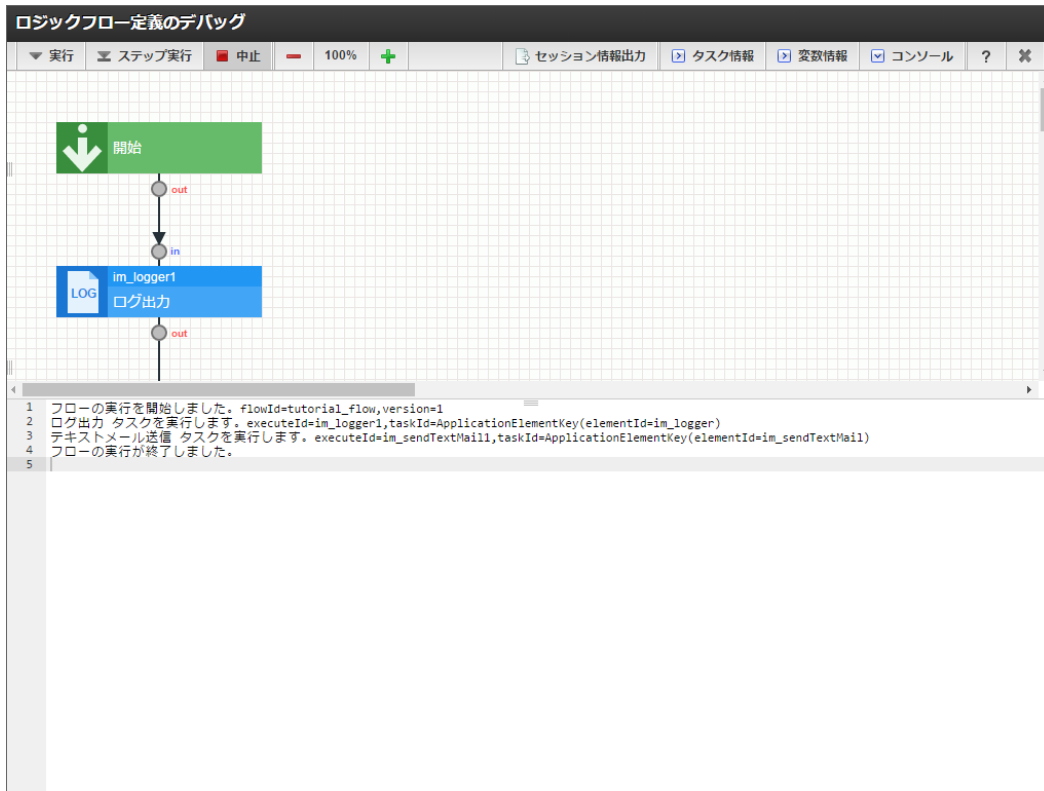 ロジックフロー定義のデバッグ
実行 ステップ実行 中止 100% セッション情報出力 タスク情報 変数情報 コンソール ?
開始
out
in
im_logger1
LOG
ログ出力
out
1 フローの実行を開始しました。flowId=tutorial_flow,version=1
2 ログ出力 タスクを実行します。executeId=im_logger1,taskId=ApplicationElementKey(elementId=im_logger)
3 テキストメール送信 タスクを実行します。executeId=im_sendTextMail1,taskId=ApplicationElementKey(elementId=im_sendTextMail)
4 フローの実行が終了しました。
5